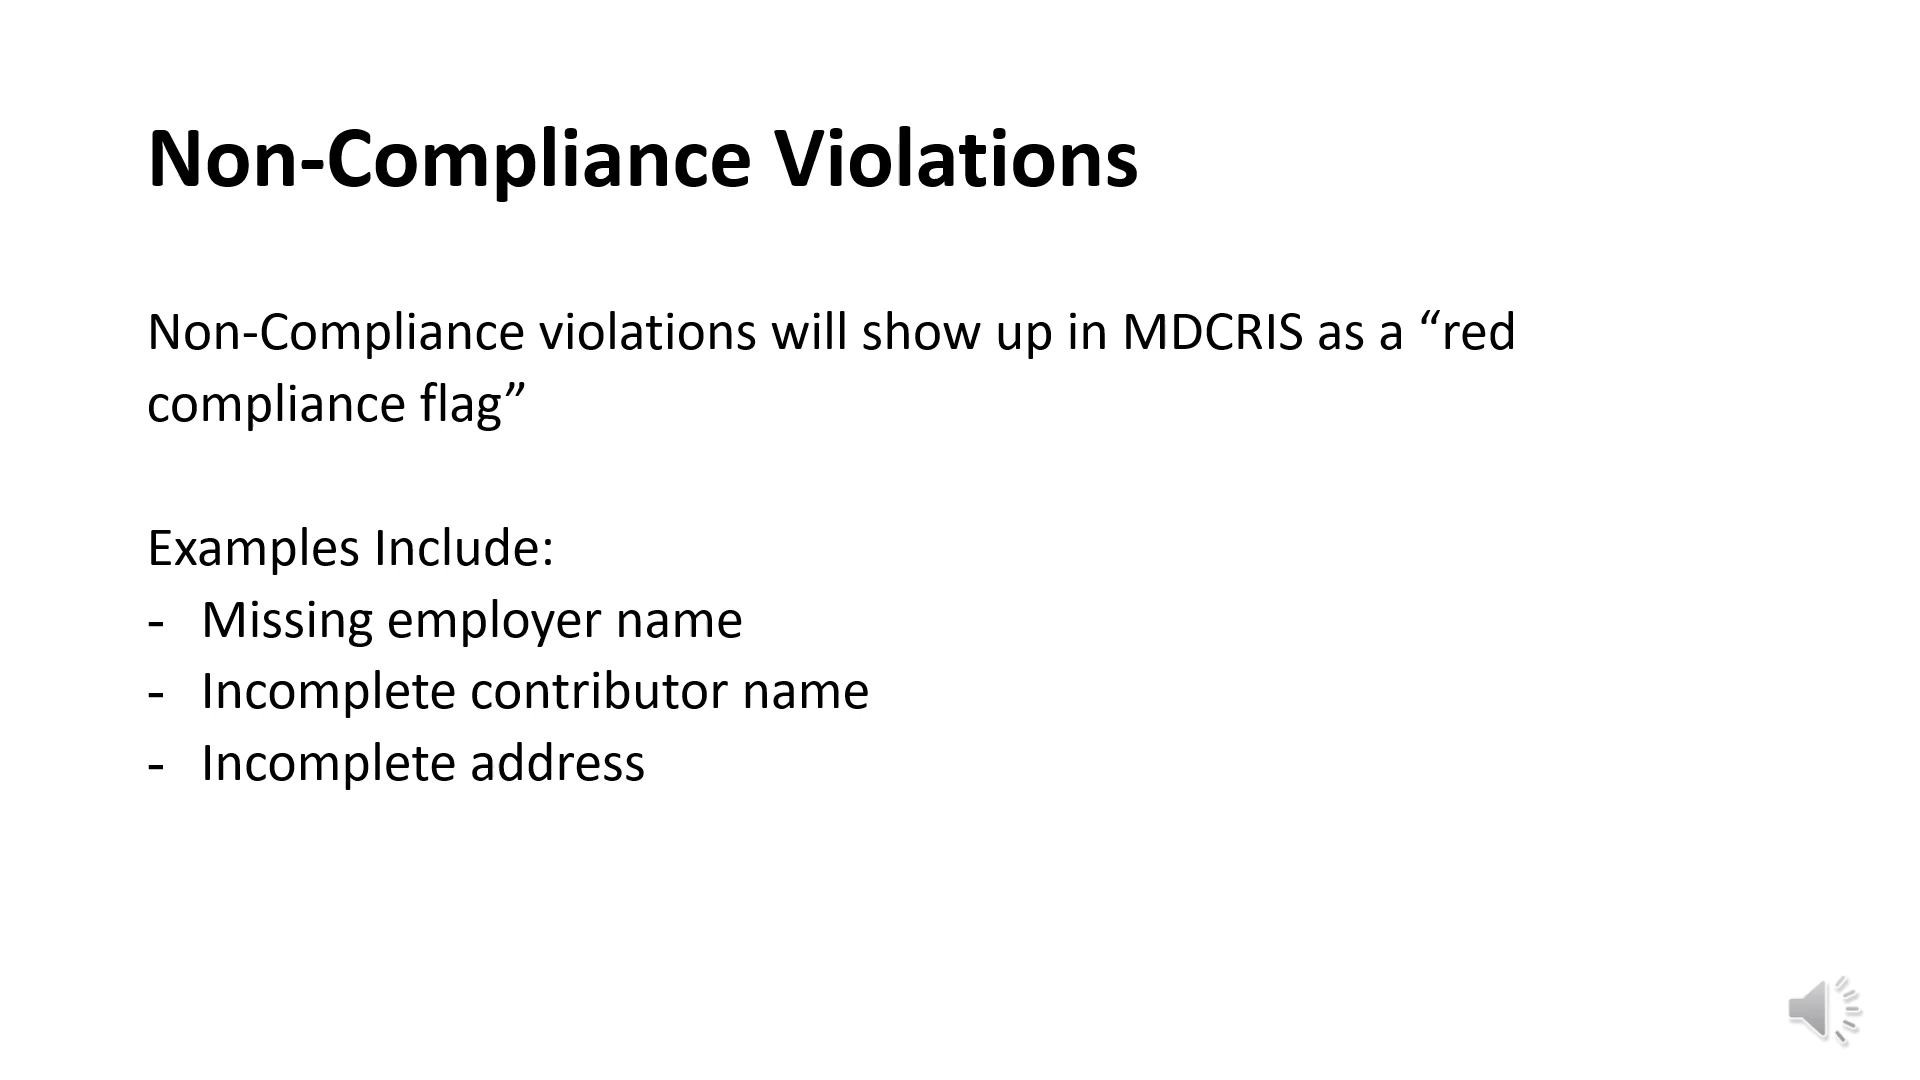 Non-Compliance Violations
Non-Compliance violations will show up in MDCRIS as a “red
compliance flag”
Examples Include:
- Missing employer name
- Incomplete contributor name
- Incomplete address